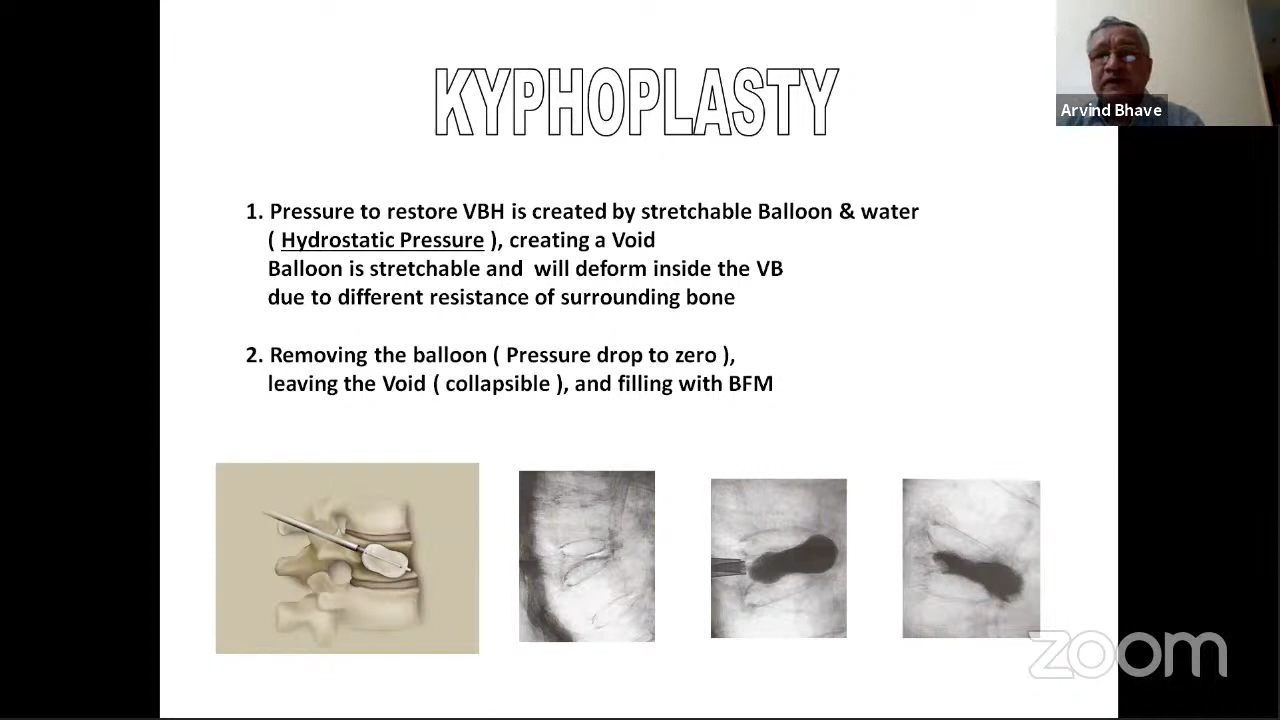 KYPHOPLASTY
Arvind Bhave
1. Pressure to restore VBH is created by stretchable Balloon & water
( Hydrostatic Pressure ), creating a Void
Balloon is stretchable and will deform inside the VB
due to different resistance of surrounding bone
2. Removing the balloon ( Pressure drop to zero ),
leaving the Void ( collapsible ), and filling with BFM
zoom